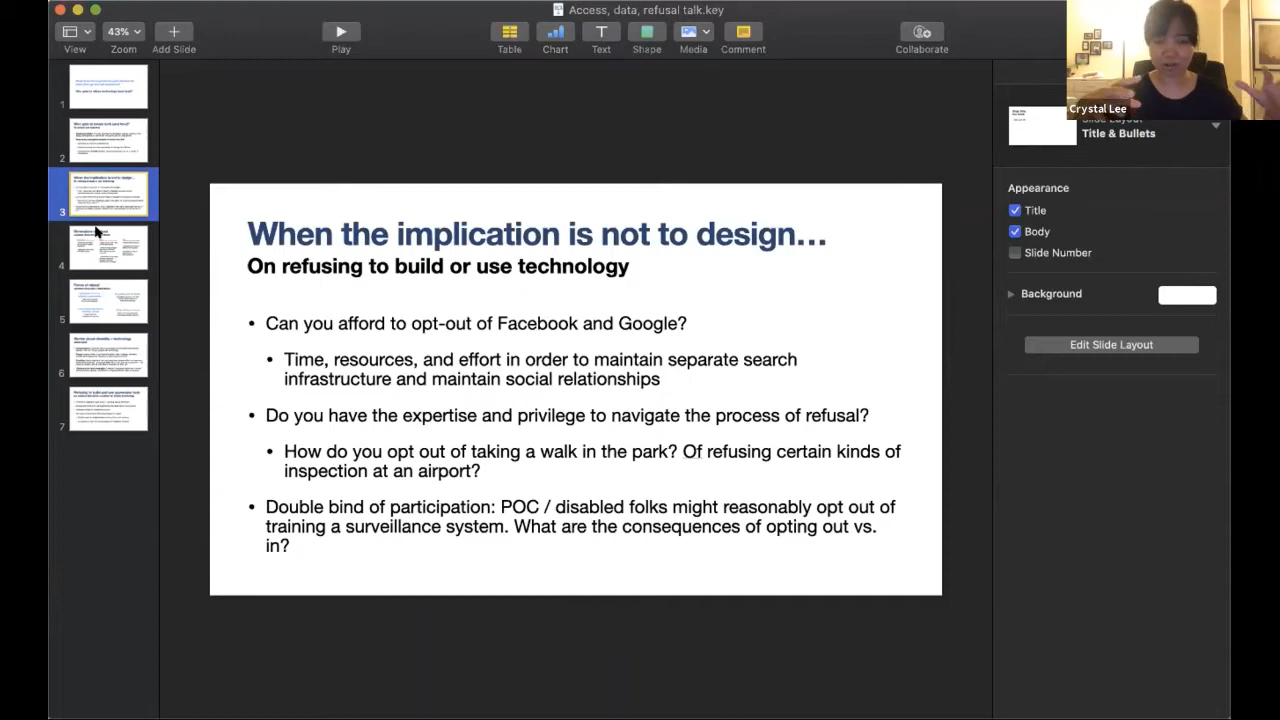 Access, data, refusal talk.key
43%
View
Zoom
Add Slide
Play
Table
Chart
Text
Shape
Media
Comment
Collaborate
Crystal Lee
Slide Layout
Title & Bullets
Appearance
Title
Body
Slide Number
Background
Edit Slide Layout
1
2
3
4
5
6
7
When the implication is not to design…
On refusing to build or use technology
• Can you afford to opt-out of Facebook and Google?
Time, resources, and effort needed to mintain separate tech
infrastructure and maintain social relationships
• Do you have the expertise and privilege to navigate the process refusal?
• How do you opt out of taking a walk in the park? Of refusing certain kinds of
inspection at an airport?
• Double bind of participation: POC / disabled folks might reasonably opt out of
training a surveillance system. What are the consequences of opting out vs.
in?